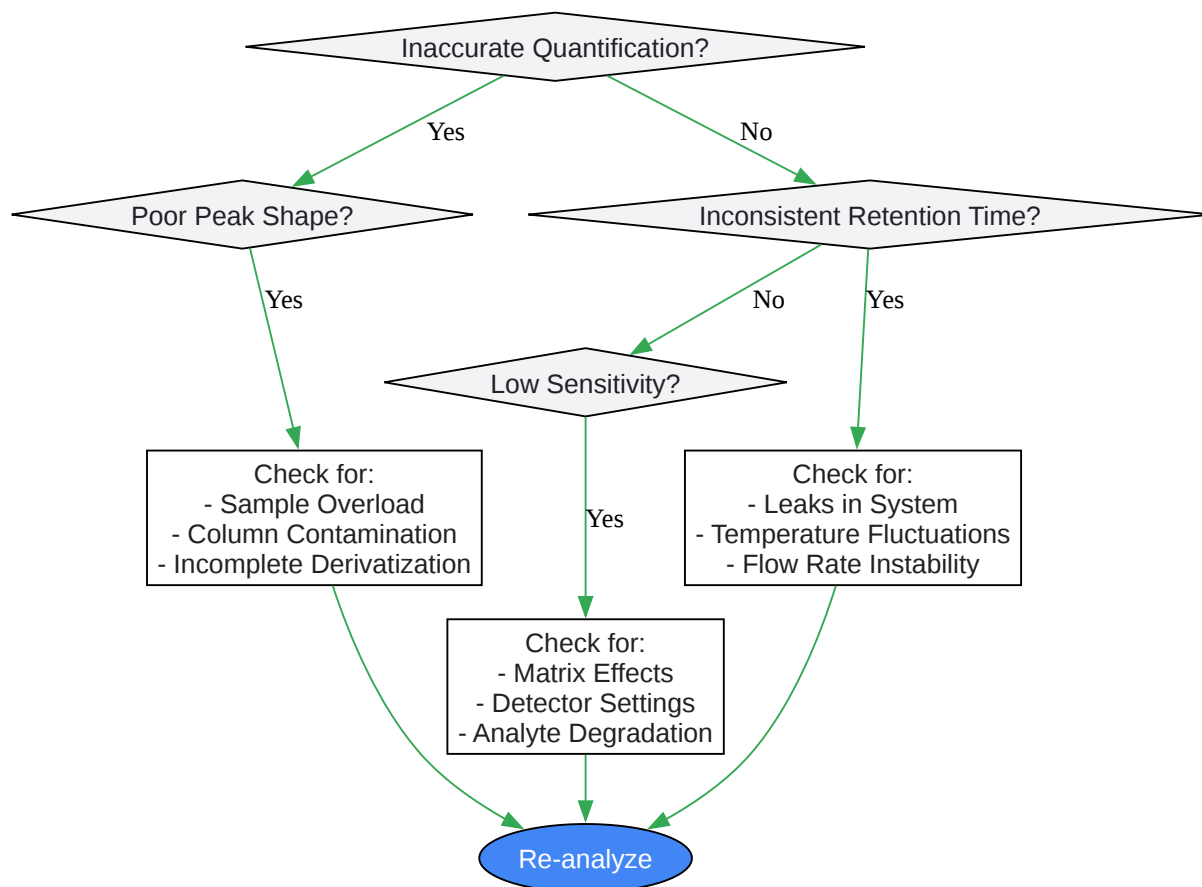 Inaccurate Quantification?
Yes
No
Poor Peak Shape?
Inconsistent Retention Time?
Yes
No
Yes
Low Sensitivity?
Check for:
- Sample Overload
- Column Contamination
- Incomplete Derivatization
Yes
Check for:
- Leaks in System
- Temperature Fluctuations
- Flow Rate Instability
Check for:
- Matrix Effects
- Detector Settings
- Analyte Degradation
Re-analyze